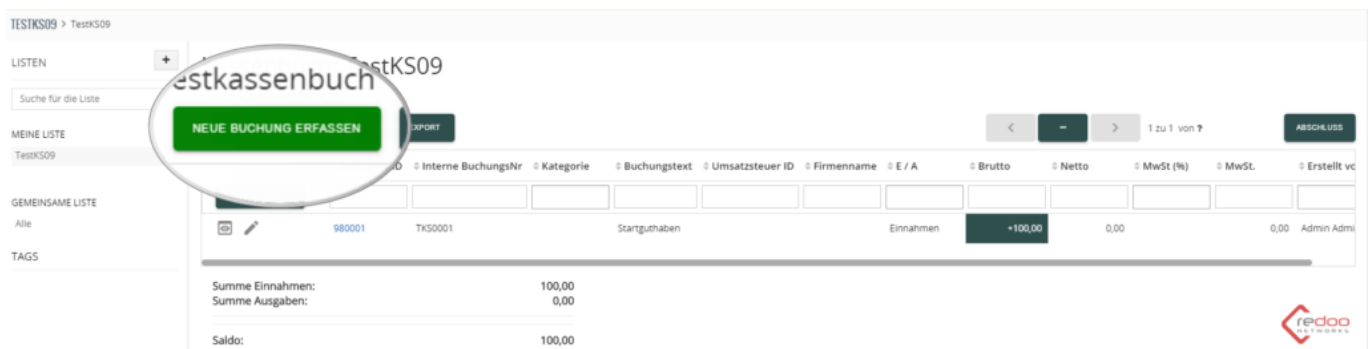 TESTKS09 > TestKS09
LISTEN +
Suche für die Liste
MEINE LISTE
TestKS09
GEMEINSAME LISTE
Alle
TAGS
estkassenbuch
estKS09
NEUE BUCHUNG ERFASSEN
EXPORT
< − > 1 zu 1 von ?
ABSCHLUSS
D Interne BuchungsNr Kategorie Buchungstext Umsatzsteuer ID Firmenname E / A Brutto Netto MwSt (%) MwSt. Erstellt vo
980001 TKS0001 Startguthaben Einnahmen +100,00 0,00 0,00 Admin Admi
Summe Einnahmen: 100,00
Summe Ausgaben: 0,00
Saldo: 100,00
redoo
NETWORKS